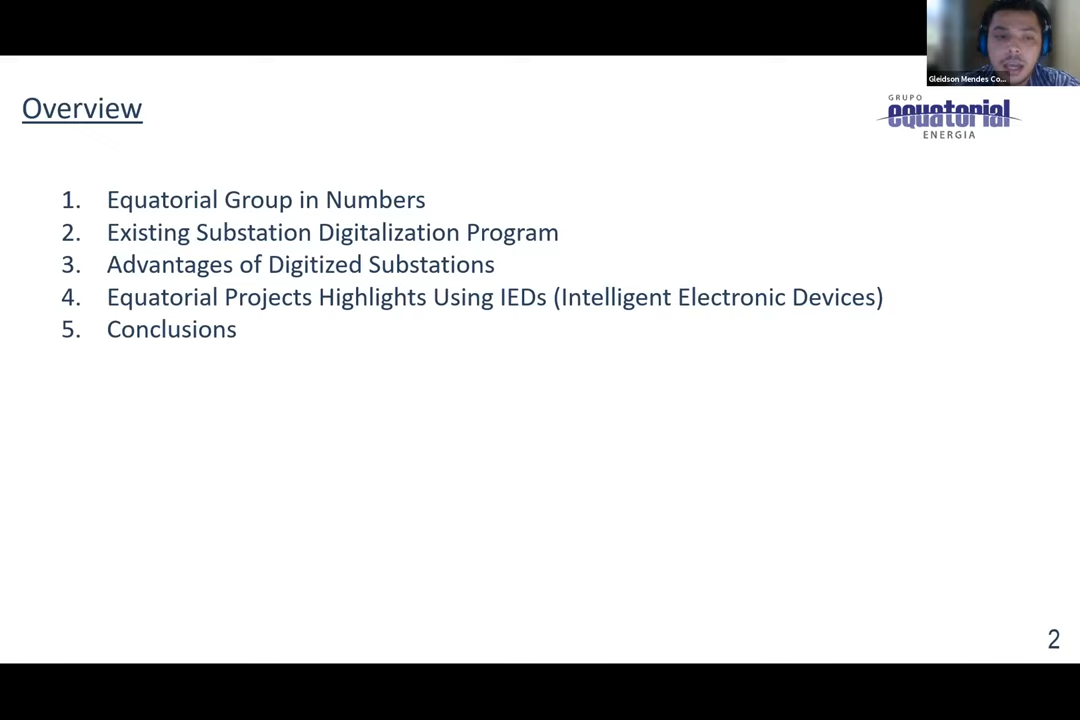 Gleidson Mendes Co...
Overview
GRUPO
equatorial
ENERGIA
1. Equatorial Group in Numbers
2. Existing Substation Digitalization Program
3. Advantages of Digitized Substations
4. Equatorial Projects Highlights Using IEDs (Intelligent Electronic Devices)
5. Conclusions
2